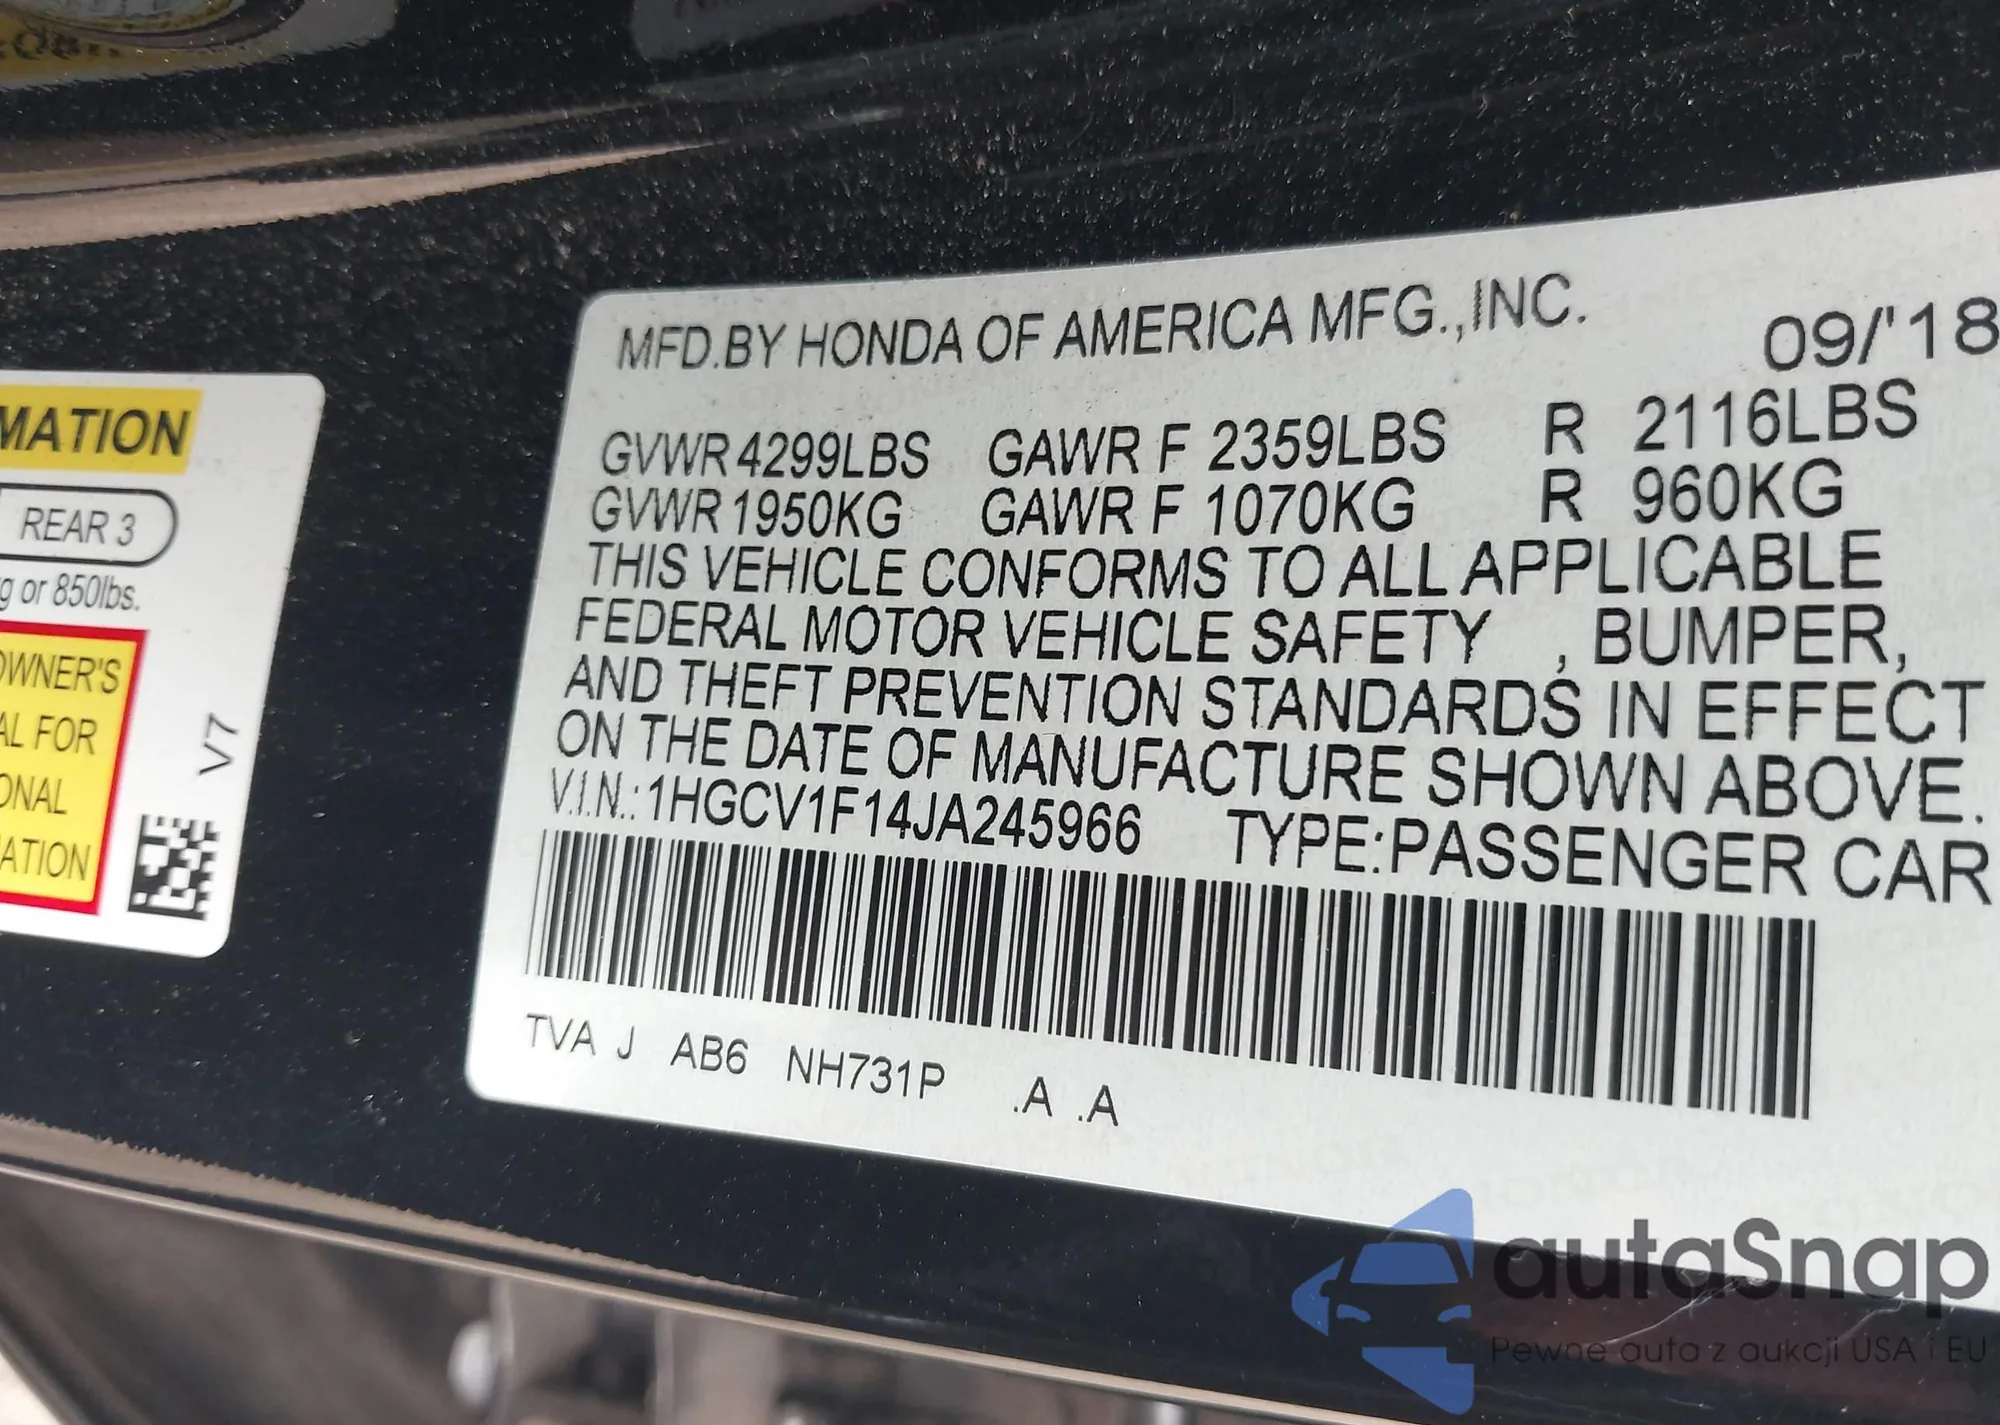 MATION
REAR 3
g or 850lbs.
OWNER'S
AL FOR
ONAL
ATION
V7
MFD.BY HONDA OF AMERICA MFG.,INC. 09/'18
GVWR 4299LBS GAWR F 2359LBS R 2116LBS
GVWR 1950KG GAWR F 1070KG R 960KG
THIS VEHICLE CONFORMS TO ALL APPLICABLE
FEDERAL MOTOR VEHICLE SAFETY , BUMPER,
AND THEFT PREVENTION STANDARDS IN EFFECT
ON THE DATE OF MANUFACTURE SHOWN ABOVE.
V.I.N.: 1HGCV1F14JA245966 TYPE:PASSENGER CAR
TVA J AB6 NH731P .A .A
autaSnap
Pewne auta z aukcji USA i EU